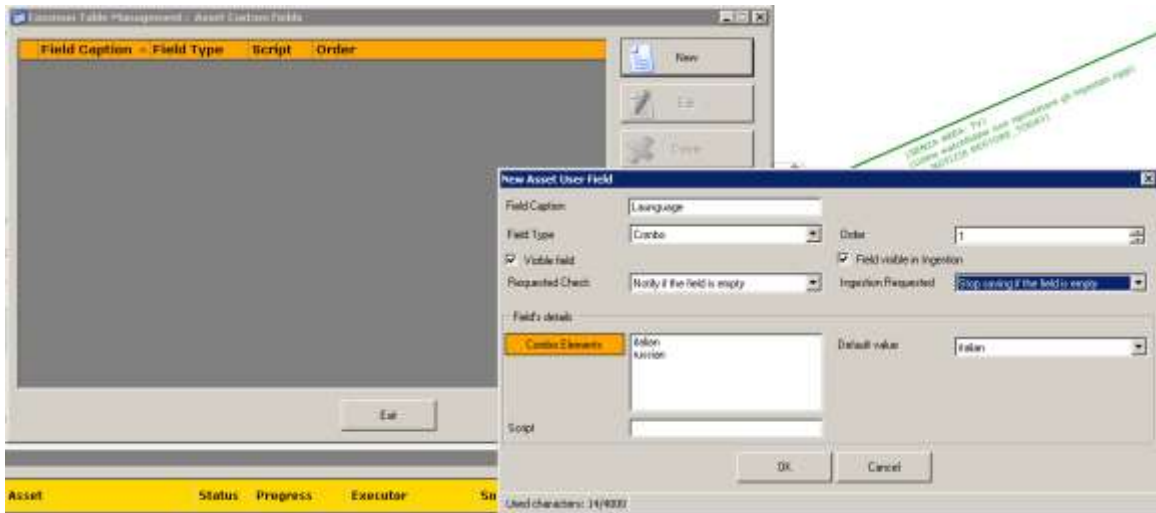 Common Table Management : Asset Custom Fields
Field Caption Field Type Script Order
New
Exit
New Asset User Field
Field Caption Launguage
Field Type Combo Order 1
Visible field Field visible in Ingestion
Requested Check Notify if the field is empty Ingestion Requested Stop saving if the field is empty
Field's details
Combo Elements italian Default value italian
russian
Script
OK Cancel
Asset Status Progress Executor
Used characters: 14/4000